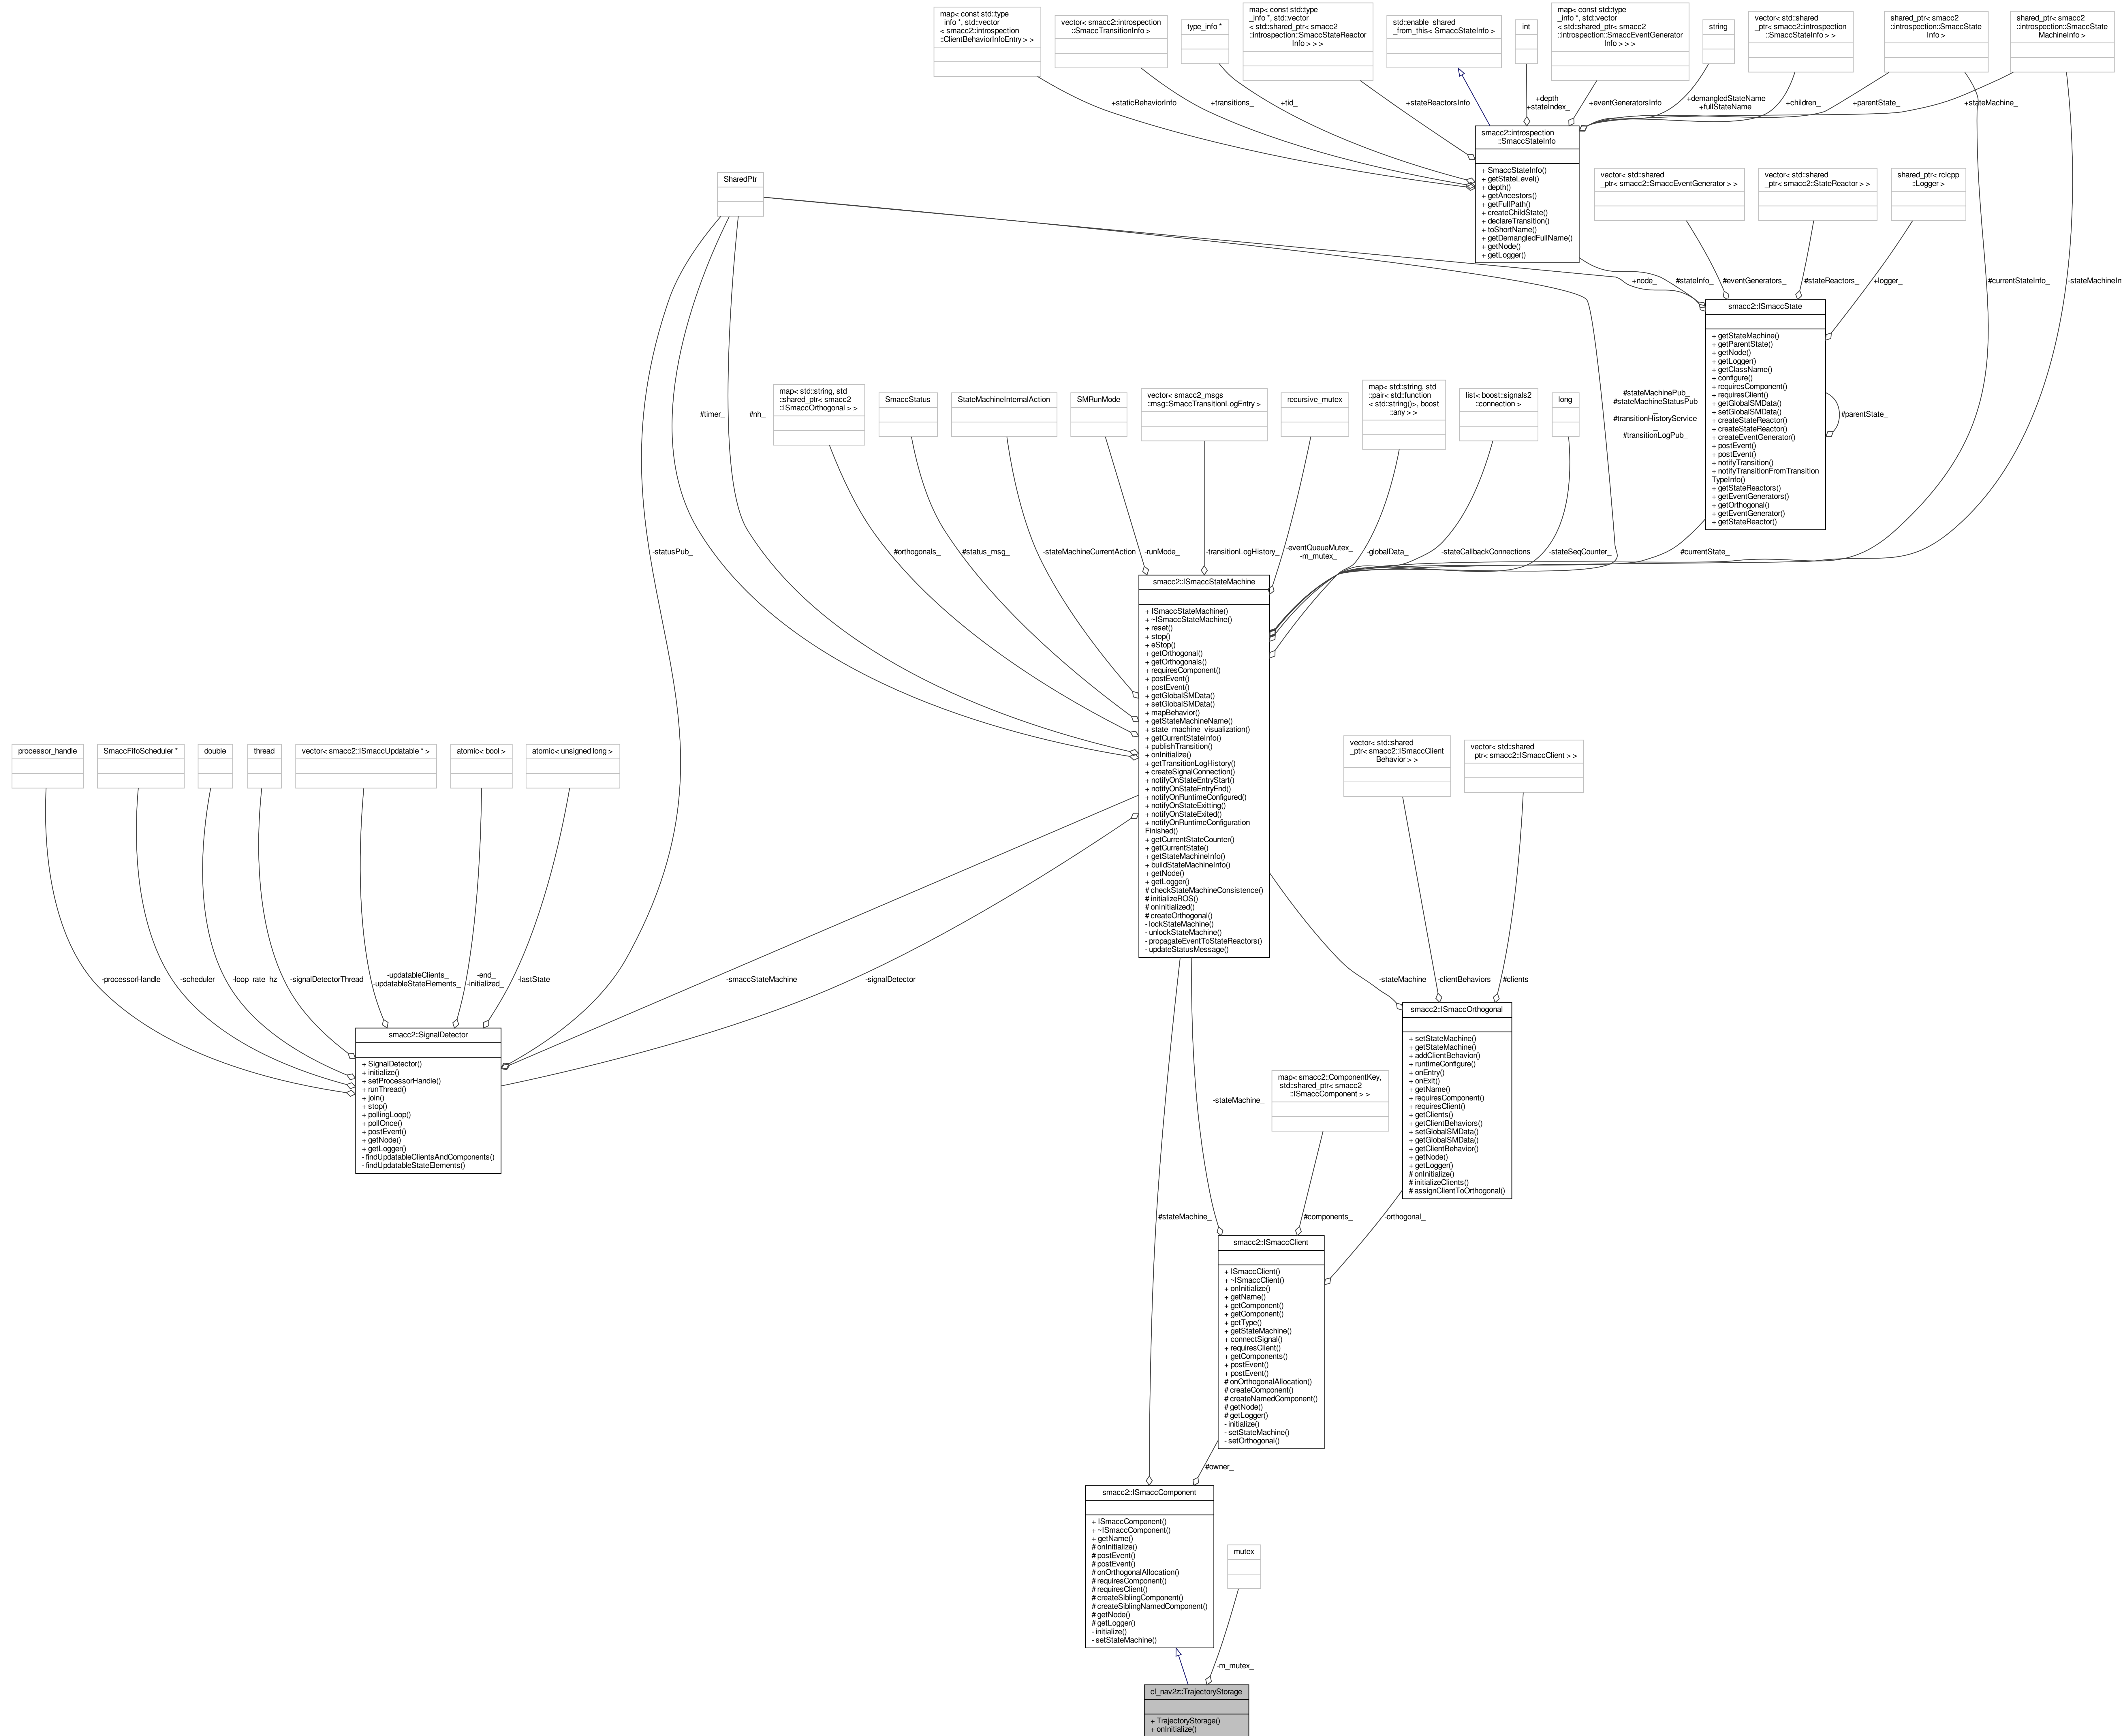 map< const std::type
_info *, std::vector
< smacc2::introspection
::ClientBehaviorInfoEntry > >
vector< smacc2::introspection
::SmaccTransitionInfo >
type_info *
map< const std::type
_info *, std::vector
< std::shared_ptr< smacc2
::introspection::SmaccStateReactor
Info > > >
std::enable_shared
_from_this< SmaccStateInfo >
int
map< const std::type
_info *, std::vector
< std::shared_ptr< smacc2
::introspection::SmaccEventGenerator
Info > > >
string
vector< std::shared
_ptr< smacc2::introspection
::SmaccStateInfo > >
shared_ptr< smacc2
::introspection::SmaccState
Info >
shared_ptr< smacc2
::introspection::SmaccState
MachineInfo >
+staticBehaviorInfo
+transitions_
+tid_
+stateReactorsInfo
+depth_
+stateIndex_
+eventGeneratorsInfo
+demangledStateName
+fullStateName
+children_
+parentState_
+stateMachine_
smacc2::introspection
::SmaccStateInfo
+ SmaccStateInfo()
+ getStateLevel()
+ depth()
+ getAncestors()
+ getFullPath()
+ createChildState()
+ declareTransition()
+ toShortName()
+ getDemangledFullName()
+ getNode()
+ getLogger()
SharedPtr
vector< std::shared
_ptr< smacc2::SmaccEventGenerator > >
vector< std::shared
_ptr< smacc2::StateReactor > >
shared_ptr< rclcpp
::Logger >
+node_
#stateInfo_
#eventGenerators_
#stateReactors_
+logger_
#currentStateInfo_
-stateMachineIn
smacc2::ISmaccState
+ getStateMachine()
+ getParentState()
+ getNode()
+ getLogger()
+ getClassName()
+ configure()
+ requiresComponent()
+ requiresClient()
+ getGlobalSMData()
+ setGlobalSMData()
+ createStateReactor()
+ createStateReactor()
+ createEventGenerator()
+ postEvent()
+ postEvent()
+ notifyTransition()
+ notifyTransitionFromTransition
TypeInfo()
+ getStateReactors()
+ getEventGenerators()
+ getOrthogonal()
+ getEventGenerator()
+ getStateReactor()
#parentState_
#timer_
#nh_
map< std::string, std
::shared_ptr< smacc2
::ISmaccOrthogonal > >
SmaccStatus
StateMachineInternalAction
SMRunMode
vector< smacc2_msgs
::msg::SmaccTransitionLogEntry >
recursive_mutex
map< std::string, std
::pair< std::function
< std::string()>, boost
::any > >
list< boost::signals2
::connection >
long
#stateMachinePub_
#stateMachineStatusPub
_
#transitionHistoryService
_
#transitionLogPub_
-statusPub_
#orthogonals_
#status_msg_
-stateMachineCurrentAction
-runMode_
-transitionLogHistory_
-eventQueueMutex_
-m_mutex_
-globalData_
-stateCallbackConnections
-stateSeqCounter_
#currentState_
smacc2::ISmaccStateMachine
+ ISmaccStateMachine()
+ ~ISmaccStateMachine()
+ reset()
+ stop()
+ eStop()
+ getOrthogonal()
+ getOrthogonals()
+ requiresComponent()
+ postEvent()
+ postEvent()
+ getGlobalSMData()
+ setGlobalSMData()
+ mapBehavior()
+ getStateMachineName()
+ state_machine_visualization()
+ getCurrentStateInfo()
+ publishTransition()
+ onInitialize()
+ getTransitionLogHistory()
+ createSignalConnection()
+ notifyOnStateEntryStart()
+ notifyOnStateEntryEnd()
+ notifyOnRuntimeConfigured()
+ notifyOnStateExitting()
+ notifyOnStateExited()
+ notifyOnRuntimeConfiguration
Finished()
+ getCurrentStateCounter()
+ getCurrentState()
+ getStateMachineInfo()
+ buildStateMachineInfo()
+ getNode()
+ getLogger()
# checkStateMachineConsistence()
# initializeROS()
# onInitialized()
# createOrthogonal()
- lockStateMachine()
- unlockStateMachine()
- propagateEventToStateReactors()
- updateStatusMessage()
processor_handle
SmaccFifoScheduler *
double
thread
vector< smacc2::ISmaccUpdatable * >
atomic< bool >
atomic< unsigned long >
vector< std::shared
_ptr< smacc2::ISmaccClient
Behavior > >
vector< std::shared
_ptr< smacc2::ISmaccClient > >
-processorHandle_
-scheduler_
-loop_rate_hz
-signalDetectorThread_
-updatableClients_
-updatableStateElements_
-end_
-initialized_
-lastState_
-smaccStateMachine_
-signalDetector_
-stateMachine_
-clientBehaviors_
#clients_
smacc2::SignalDetector
+ SignalDetector()
+ initialize()
+ setProcessorHandle()
+ runThread()
+ join()
+ stop()
+ pollingLoop()
+ pollOnce()
+ postEvent()
+ getNode()
+ getLogger()
- findUpdatableClientsAndComponents()
- findUpdatableStateElements()
smacc2::ISmaccOrthogonal
+ setStateMachine()
+ getStateMachine()
+ addClientBehavior()
+ runtimeConfigure()
+ onEntry()
+ onExit()
+ getName()
+ requiresComponent()
+ requiresClient()
+ getClients()
+ getClientBehaviors()
+ setGlobalSMData()
+ getGlobalSMData()
+ getClientBehavior()
+ getNode()
+ getLogger()
# onInitialize()
# initializeClients()
# assignClientToOrthogonal()
-stateMachine_
map< smacc2::ComponentKey,
std::shared_ptr< smacc2
::ISmaccComponent > >
#stateMachine_
#components_
-orthogonal_
smacc2::ISmaccClient
+ ISmaccClient()
+ ~ISmaccClient()
+ onInitialize()
+ getName()
+ getComponent()
+ getComponent()
+ getType()
+ getStateMachine()
+ connectSignal()
+ requiresClient()
+ getComponents()
+ postEvent()
+ postEvent()
# onOrthogonalAllocation()
# createComponent()
# createNamedComponent()
# getNode()
# getLogger()
- initialize()
- setStateMachine()
- setOrthogonal()
#owner_
smacc2::ISmaccComponent
+ ISmaccComponent()
+ ~ISmaccComponent()
+ getName()
# onInitialize()
# postEvent()
# postEvent()
# onOrthogonalAllocation()
# requiresComponent()
# requiresClient()
# createSiblingComponent()
# createSiblingNamedComponent()
# getNode()
# getLogger()
- initialize()
- setStateMachine()
mutex
-m_mutex_
cl_nav2z::TrajectoryStorage
+ TrajectoryStorage()
+ onInitialize()